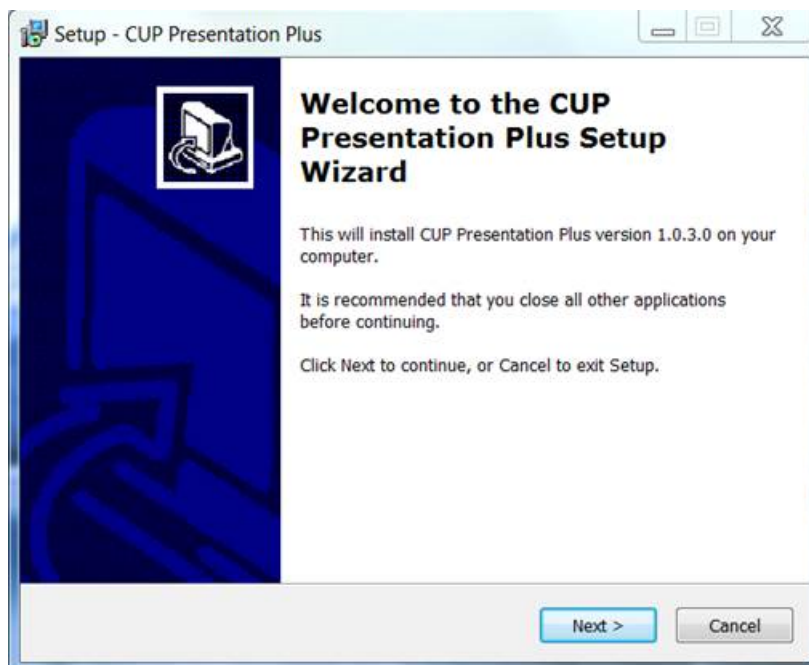 Setup - CUP Presentation Plus
Welcome to the CUP
Presentation Plus Setup
Wizard
This will install CUP Presentation Plus version 1.0.3.0 on your
computer.
It is recommended that you close all other applications
before continuing.
Click Next to continue, or Cancel to exit Setup.
Next >
Cancel